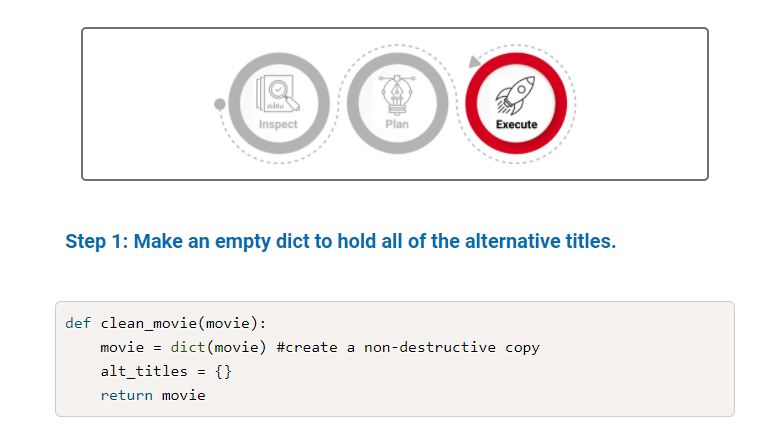 Inspect
Plan
Execute
Step 1: Make an empty dict to hold all of the alternative titles.
def clean_movie(movie):
    movie = dict(movie) #create a non-destructive copy
    alt_titles = {}
    return movie